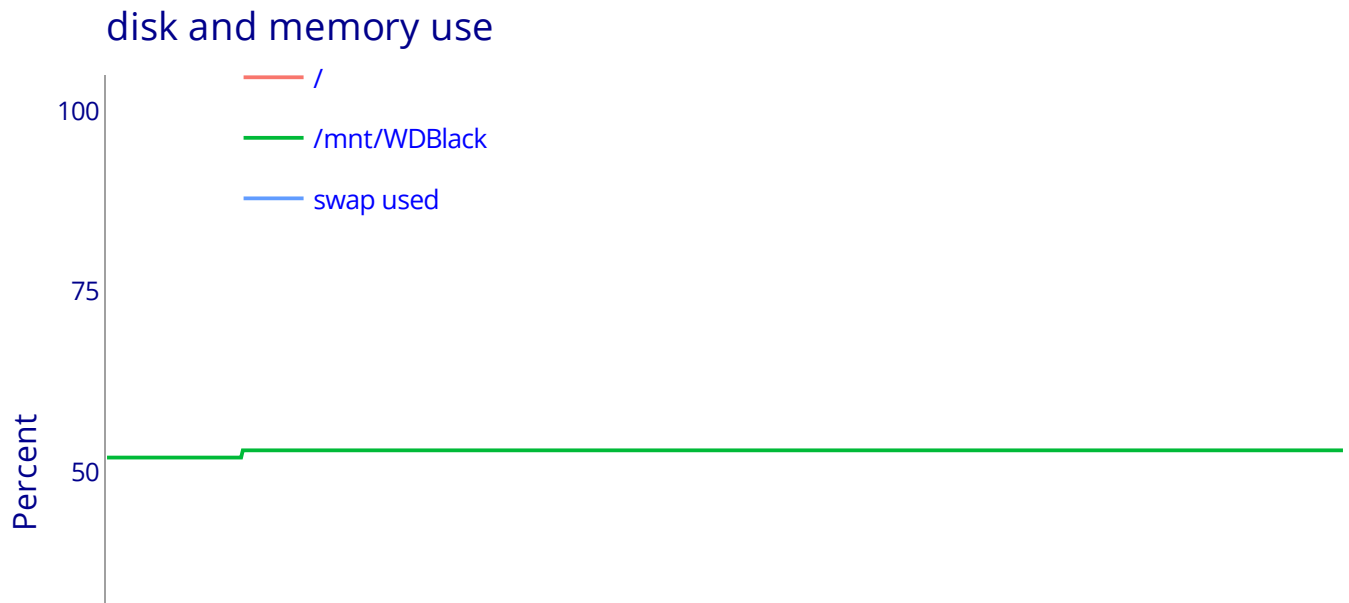 disk and memory use
/
100
/mnt/WDBlack
swap used
75
Percent
50